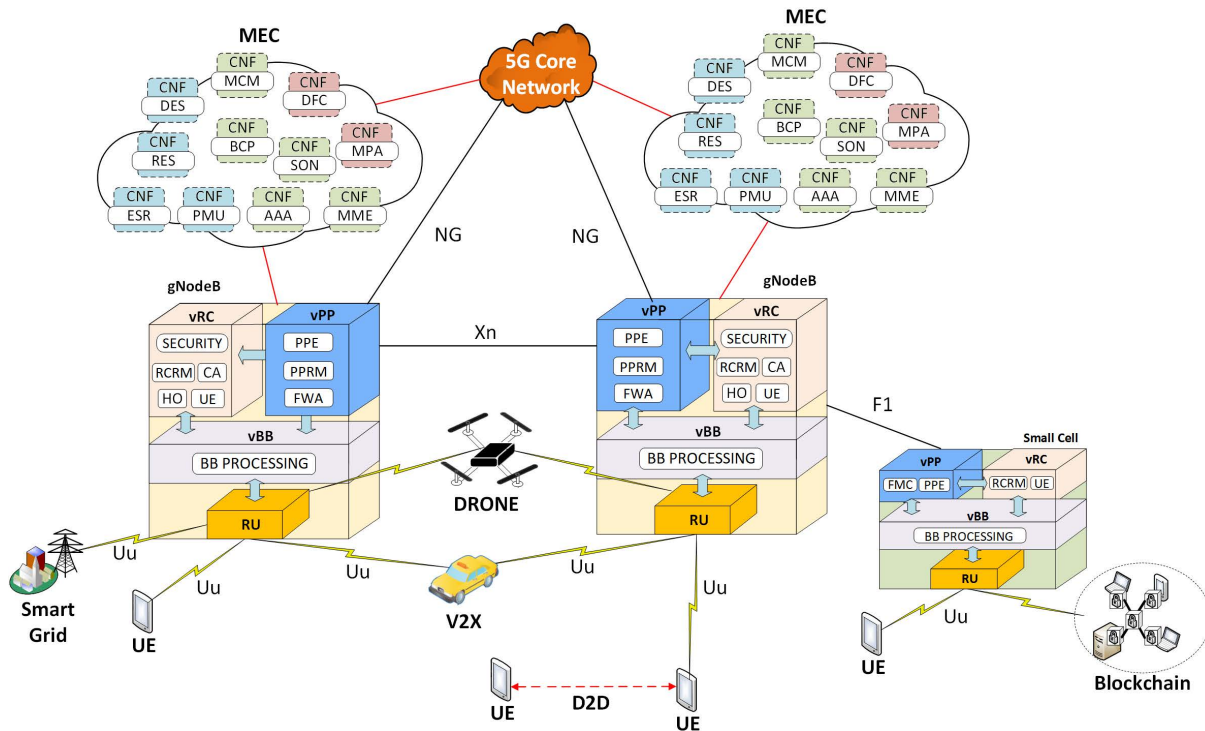 MEC
CNF
MCM
CNF
DES
CNF
DFC
CNF
BCP
CNF
RES
CNF
SON
CNF
MPA
CNF
ESR
CNF
PMU
CNF
AAA
CNF
MME
5G Core
Network
MEC
CNF
MCM
CNF
DES
CNF
DFC
CNF
BCP
CNF
RES
CNF
SON
CNF
MPA
CNF
ESR
CNF
PMU
CNF
AAA
CNF
MME
NG
NG
gNodeB
vRC
SECURITY
RCRM
CA
HO
UE
vPP
PPE
PPRM
FWA
vBB
BB PROCESSING
RU
Xn
gNodeB
vPP
PPE
PPRM
FWA
vRC
SECURITY
RCRM
CA
HO
UE
vBB
BB PROCESSING
RU
F1
Small Cell
vPP
FMC
PPE
vRC
RCRM
UE
vBB
BB PROCESSING
RU
DRONE
Uu
Uu
Uu
Uu
Uu
Uu
Smart
Grid
UE
V2X
UE
D2D
UE
UE
Blockchain